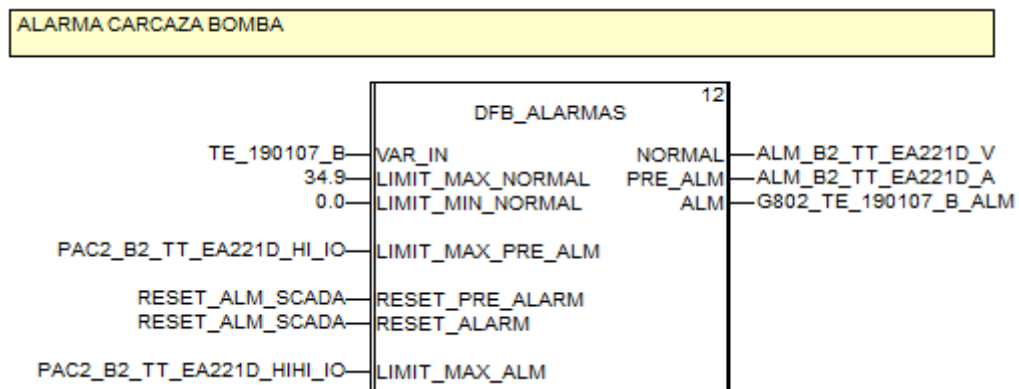 ALARMA CARCAZA BOMBA
12
DFB_ALARMAS
TE_190107_B VAR_IN NORMAL ALM_B2_TT_EA221D_V
34.9 LIMIT_MAX_NORMAL PRE_ALM ALM_B2_TT_EA221D_A
0.0 LIMIT_MIN_NORMAL ALM G802_TE_190107_B_ALM
PAC2_B2_TT_EA221D_HI_IO LIMIT_MAX_PRE_ALM
RESET_ALM_SCADA RESET_PRE_ALARM
RESET_ALM_SCADA RESET_ALARM
PAC2_B2_TT_EA221D_HIHI_IO LIMIT_MAX_ALM